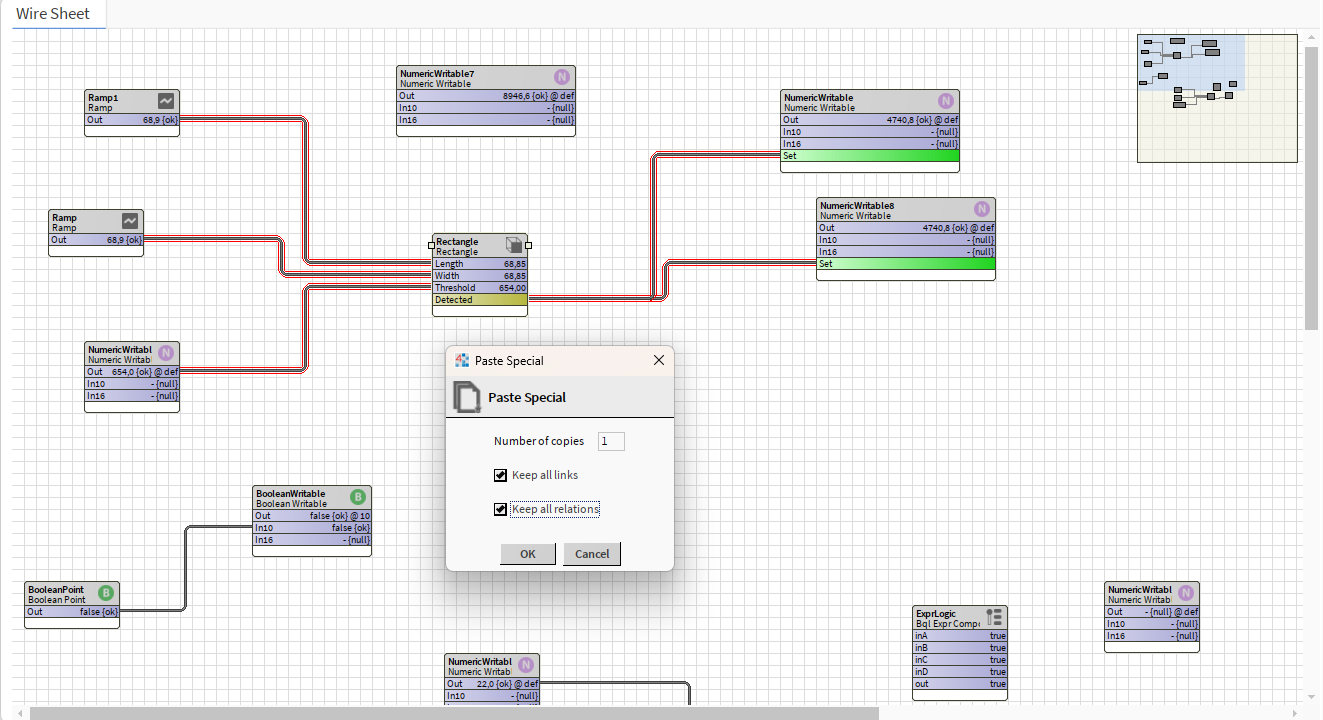 Wire Sheet
Ramp1
Ramp
Out 68,9 {ok}
NumericWritable7
Numeric Writable
Out 8946,6 {ok} @ def
In10 - {null}
In16 - {null}
NumericWritable
Numeric Writable
Out 4740,8 {ok} @ def
In10 - {null}
In16 - {null}
Set
Ramp
Ramp
Out 68,9 {ok}
Rectangle
Rectangle
Length 68,85
Width 68,85
Threshold 654,00
Detected
NumericWritable8
Numeric Writable
Out 4740,8 {ok} @ def
In10 - {null}
In16 - {null}
Set
NumericWritabl
Numeric Writabl
Out 654,0 {ok} @ def
In10 - {null}
In16 - {null}
Paste Special
Paste Special
Number of copies 1
Keep all links
Keep all relations
OK Cancel
BooleanWritable
Boolean Writable
Out false {ok} @ 10
In10 false {ok}
In16 - {null}
BooleanPoint
Boolean Point
Out false {ok}
NumericWritabl
Numeric Writabl
Out 22,0 {ok} @ def
In10 - {null}
ExprLogic
Bql Expr Comp
inA true
inB true
inC true
inD true
out true
NumericWritabl
Numeric Writabl
Out - {null} @ def
In10 - {null}
In16 - {null}
N
N
N
N
B
B
N
N